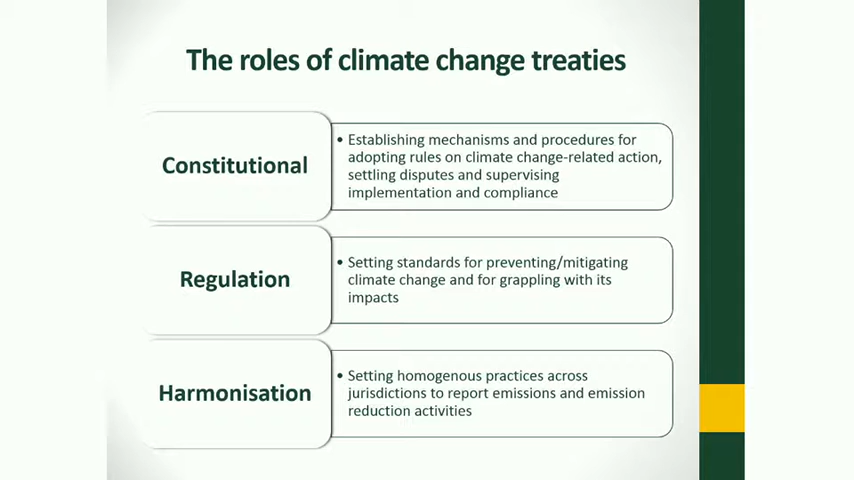 The roles of climate change treaties
Constitutional
• Establishing mechanisms and procedures for
adopting rules on climate change-related action,
settling disputes and supervising
implementation and compliance
Regulation
• Setting standards for preventing/mitigating
climate change and for grappling with its
impacts
Harmonisation
• Setting homogenous practices across
jurisdictions to report emissions and emission
reduction activities